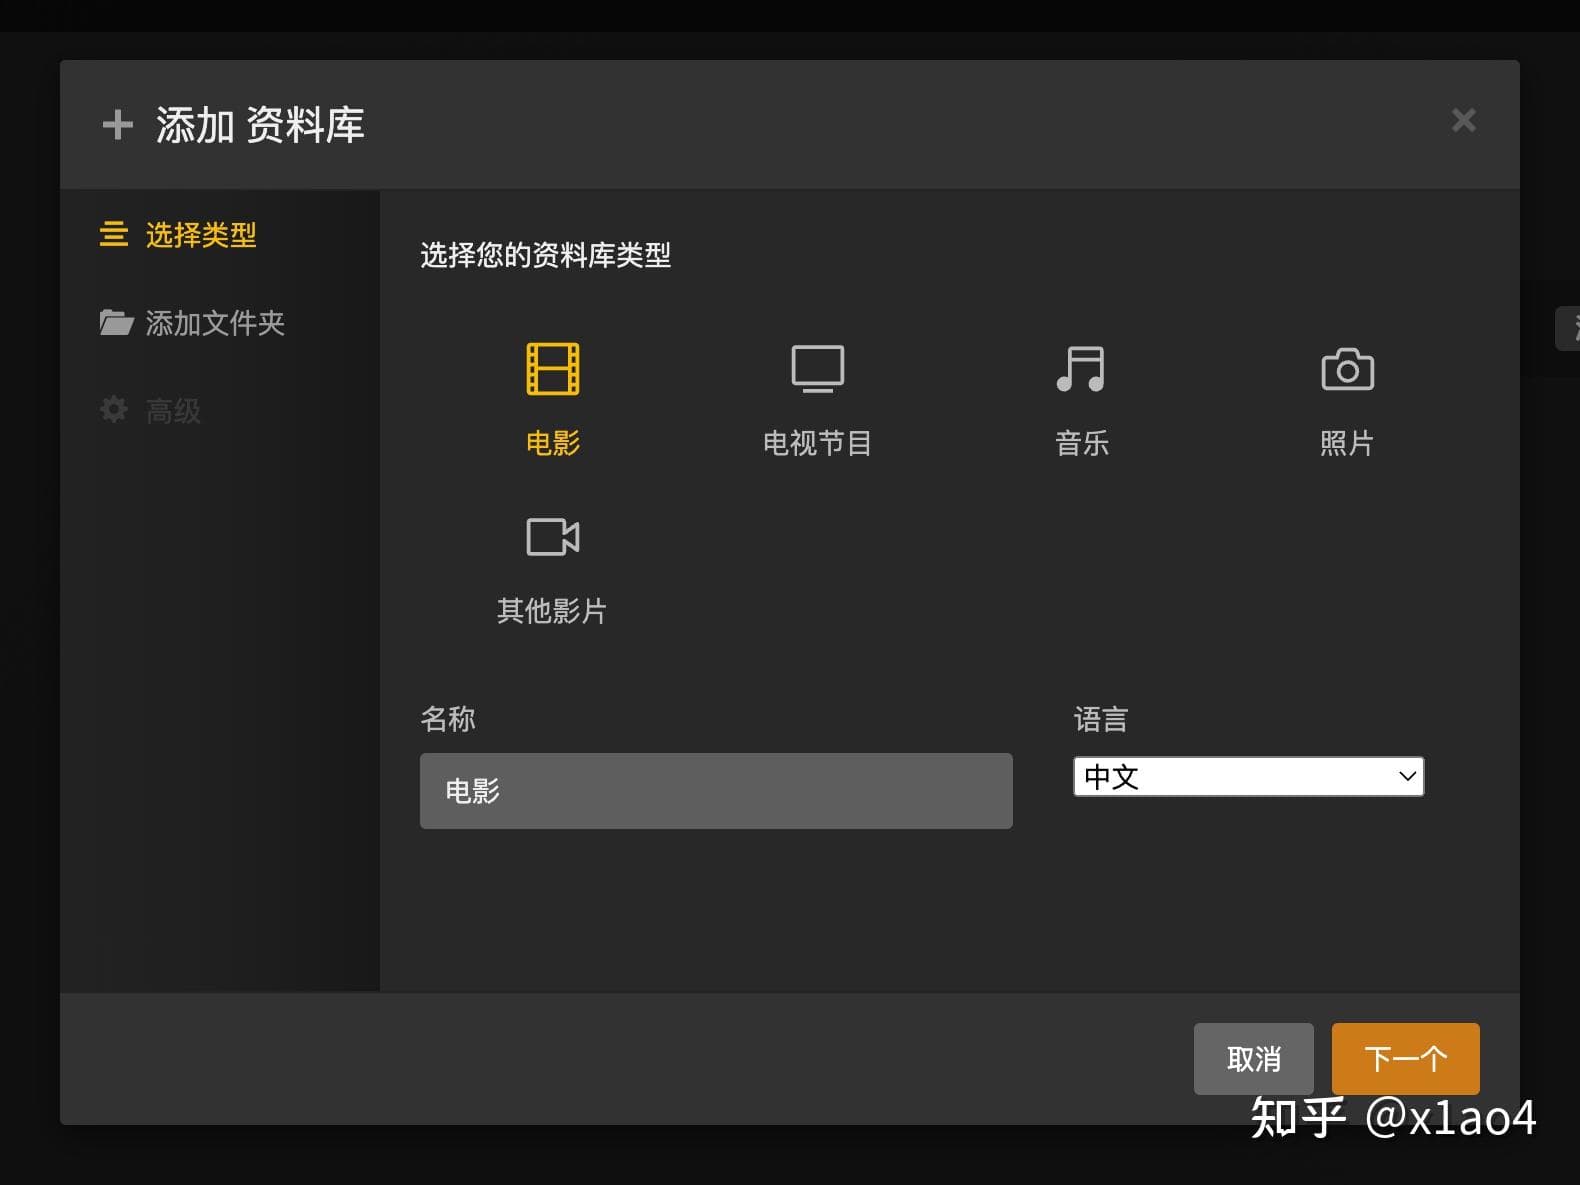 添加 资料库
选择类型
添加文件夹
高级
选择您的资料库类型
电影
电视节目
音乐
照片
其他影片
名称
语言
电影
中文
取消
下一个
知乎 @x1ao4